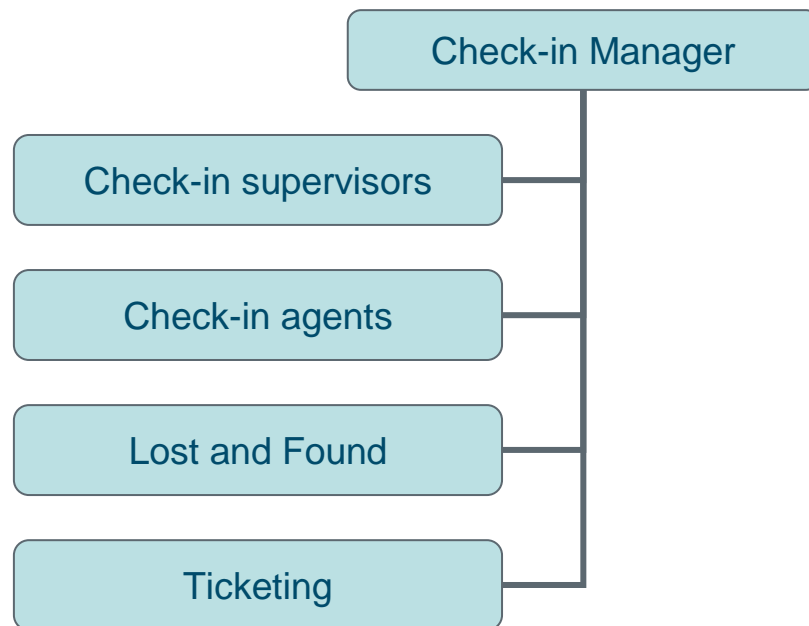 Check-in Manager
Check-in supervisors
Check-in agents
Lost and Found
Ticketing